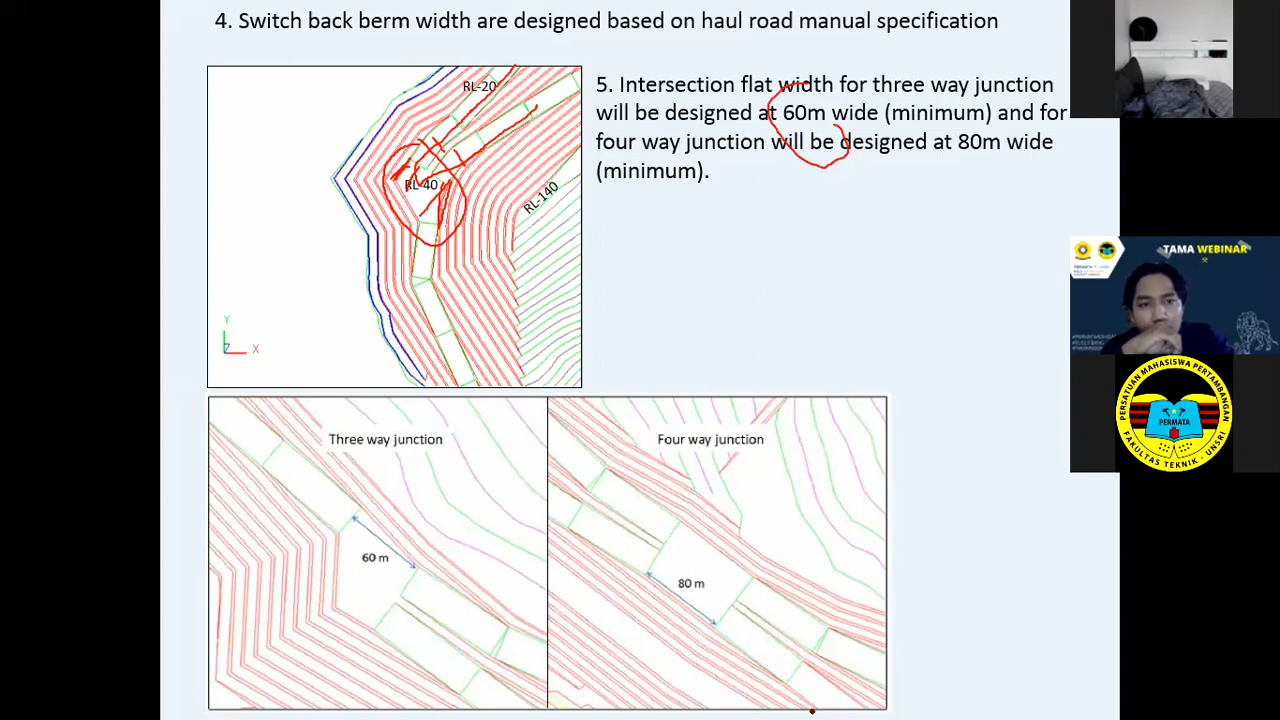 4. Switch back berm width are designed based on haul road manual specification
RL-20
RL-40
RL-140
Y
Z
X
5. Intersection flat width for three way junction
will be designed at 60m wide (minimum) and for
four way junction will be designed at 80m wide
(minimum).
Three way junction
60 m
Four way junction
80 m
TAMA WEBINAR
PERSATUAN MAHASISWA PERTAMBANGAN
PERMATA
FAKULTAS TEKNIK - UNSRI